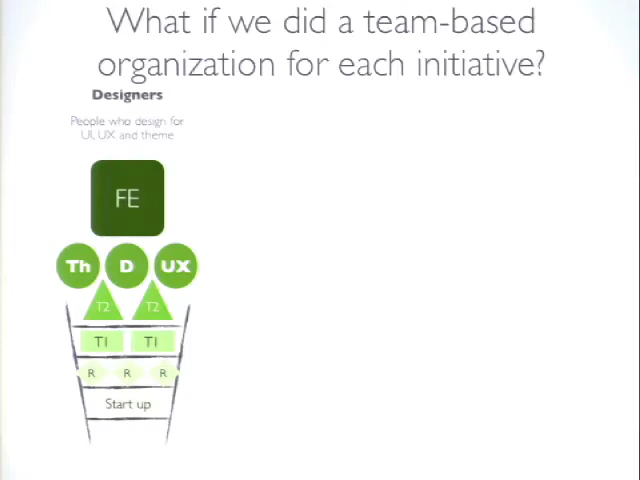 What if we did a team-based
organization for each initiative?
Designers
People who design for
UI, UX and theme
FE
Th D UX
T2 T2
T1 T1
R R R
Start up